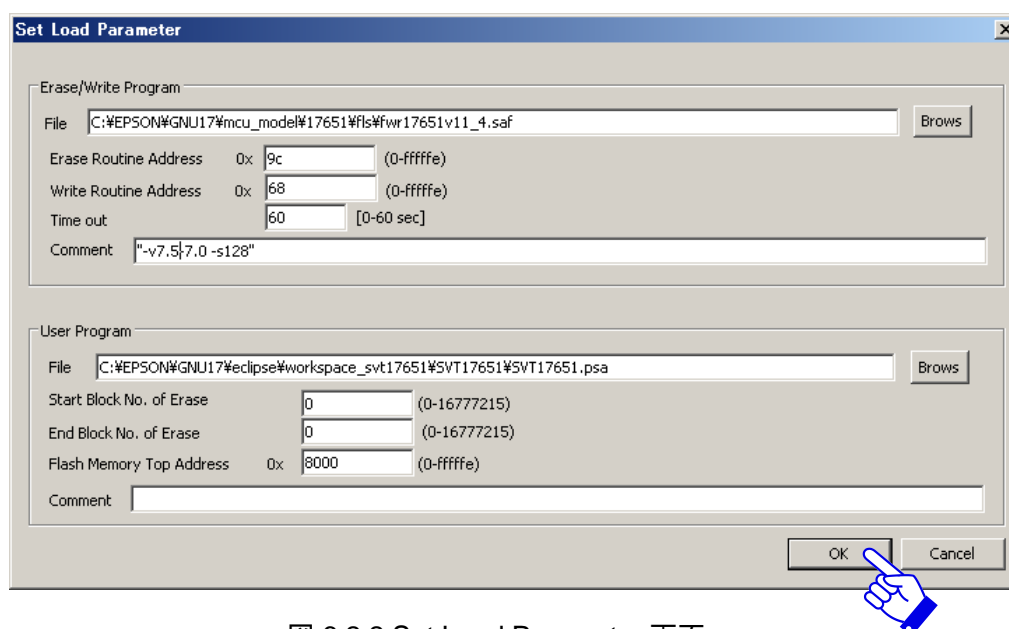 Set Load Parameter
Erase/Write Program
File C:¥EPSON¥GNU17¥mcu_model¥17651¥fls¥fwr17651v11_4.saf Brows
Erase Routine Address 0x 9c (0-fffffe)
Write Routine Address 0x 68 (0-fffffe)
Time out 60 [0-60 sec]
Comment "-v7.5-7.0 -s128"
User Program
File C:¥EPSON¥GNU17¥eclipse¥workspace_svt17651¥SVT17651¥SVT17651.psa Brows
Start Block No. of Erase 0 (0-16777215)
End Block No. of Erase 0 (0-16777215)
Flash Memory Top Address 0x 8000 (0-fffffe)
Comment
OK Cancel